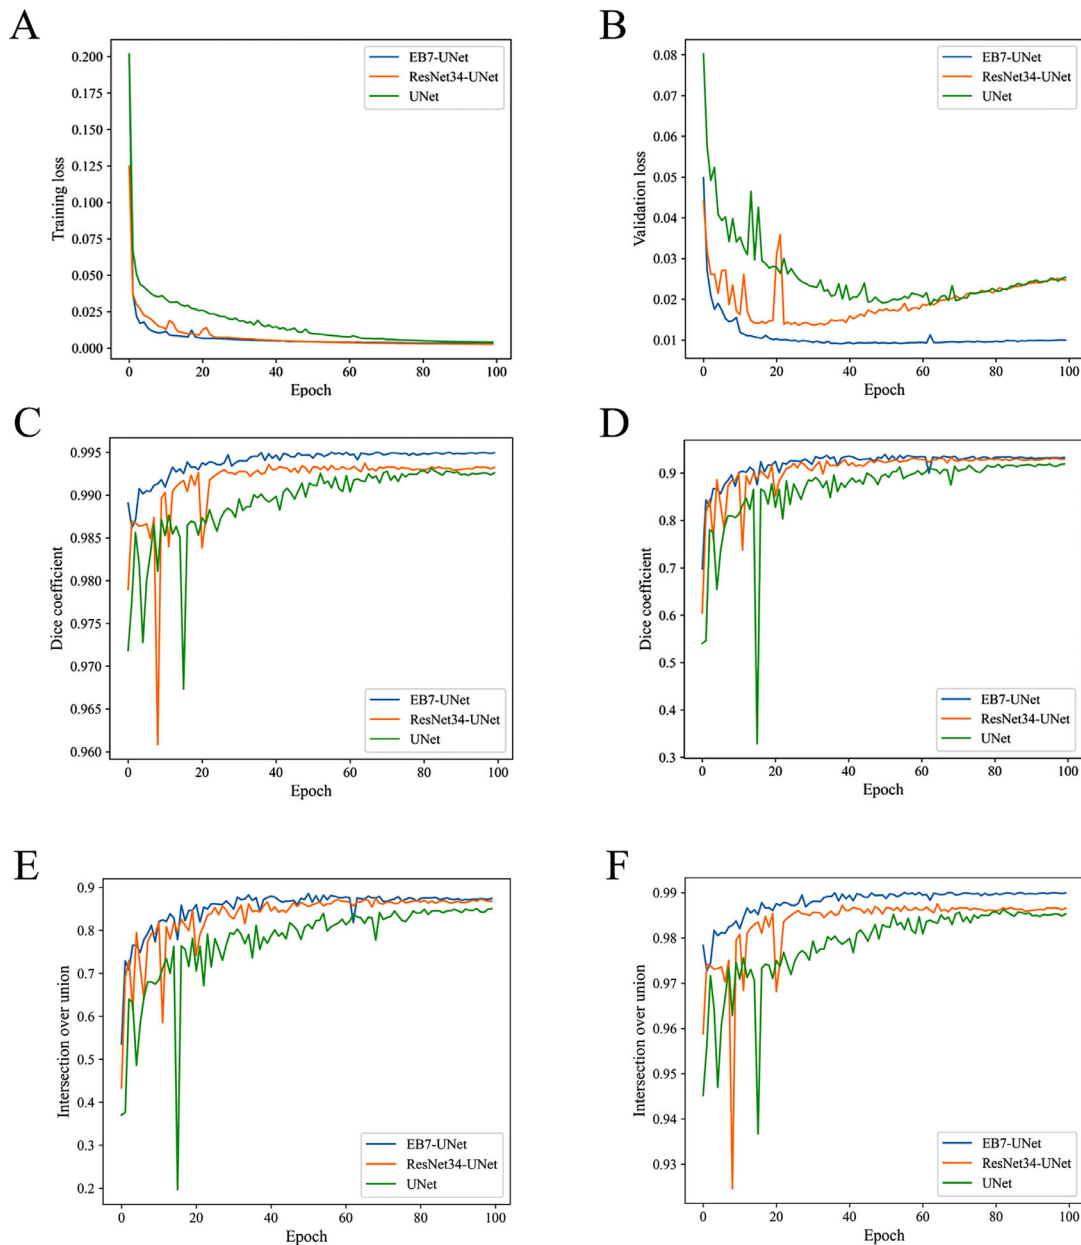 A
0.200
0.175
0.150
0.125
0.100
0.075
0.050
0.025
0.000
Training loss
0
20
40
60
80
100
Epoch
EB7-UNet
ResNet34-UNet
UNet
B
0.08
0.07
0.06
0.05
0.04
0.03
0.02
0.01
Validation loss
0
20
40
60
80
100
Epoch
EB7-UNet
ResNet34-UNet
UNet
C
0.995
0.990
0.985
0.980
0.975
0.970
0.965
0.960
Dice coefficient
0
20
40
60
80
100
Epoch
EB7-UNet
ResNet34-UNet
UNet
D
0.9
0.8
0.7
0.6
0.5
0.4
0.3
Dice coefficient
0
20
40
60
80
100
Epoch
EB7-UNet
ResNet34-UNet
UNet
E
0.9
0.8
0.7
0.6
0.5
0.4
0.3
0.2
Intersection over union
0
20
40
60
80
100
Epoch
EB7-UNet
ResNet34-UNet
UNet
F
0.99
0.98
0.97
0.96
0.95
0.94
0.93
Intersection over union
0
20
40
60
80
100
Epoch
EB7-UNet
ResNet34-UNet
UNet